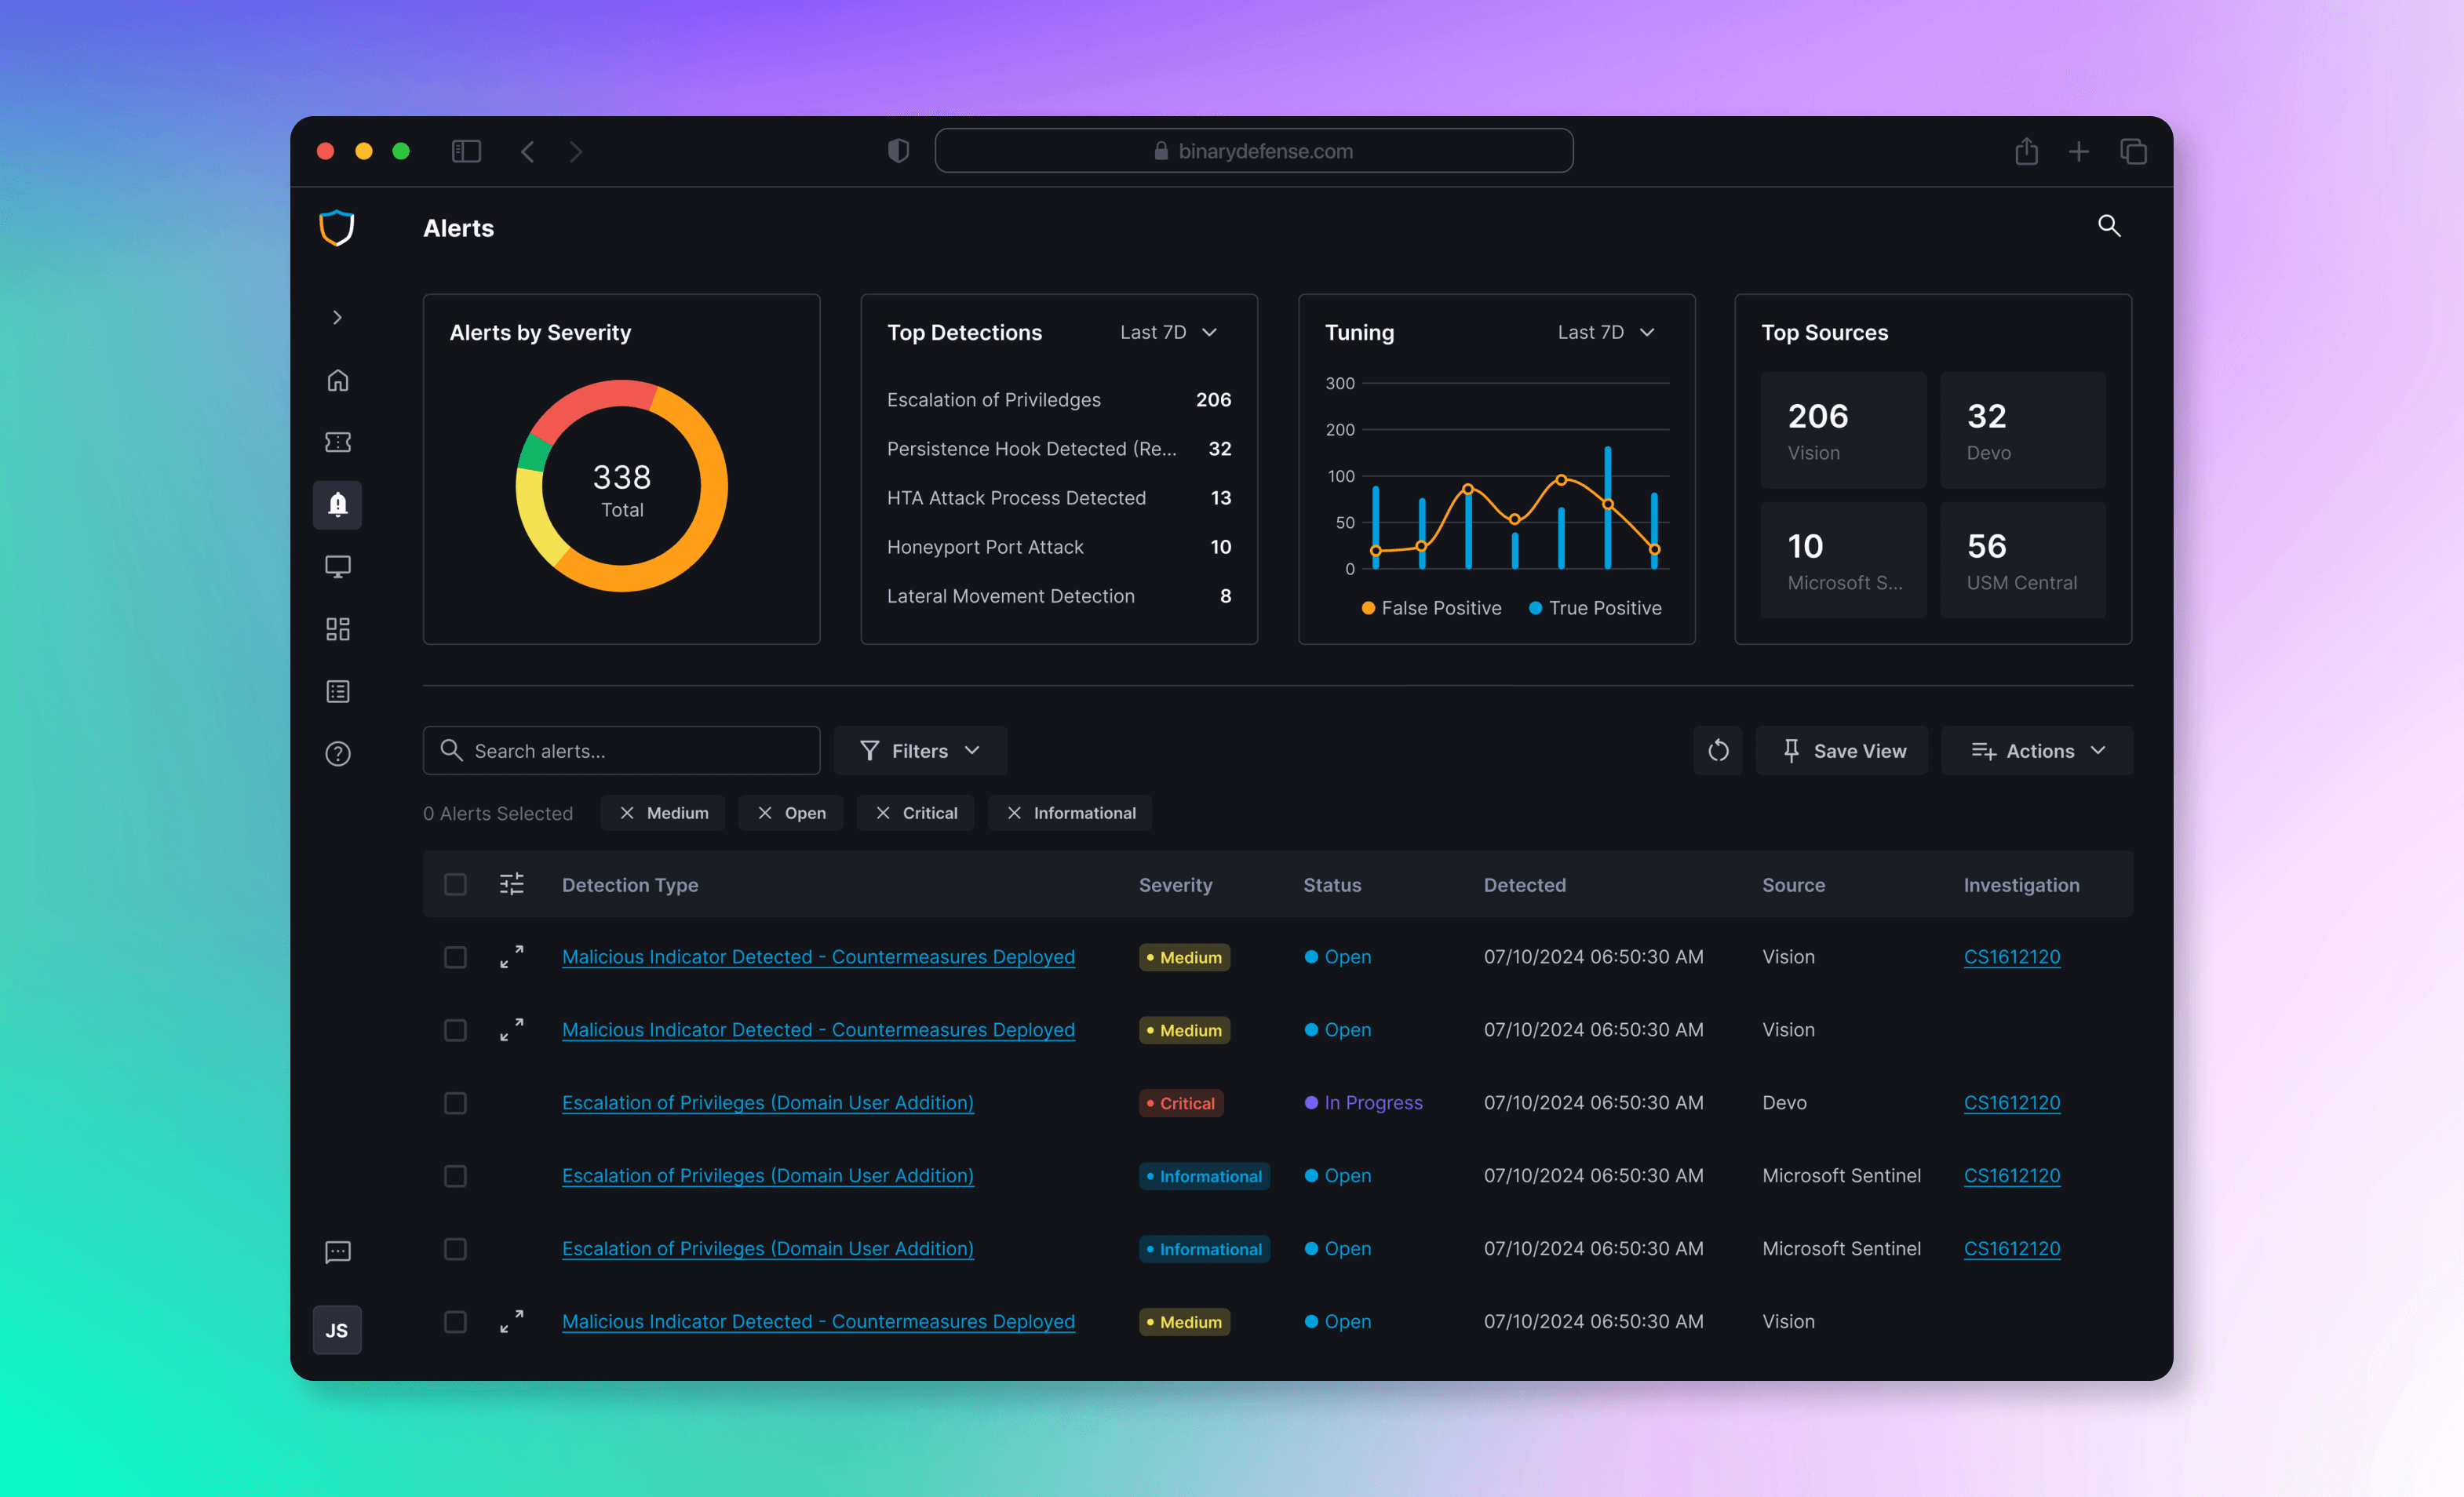 binarydefense.com
Alerts
Alerts by Severity
338
Total
Top Detections Last 7D
Escalation of Priviledges 206
Persistence Hook Detected (Re... 32
HTA Attack Process Detected 13
Honeyport Port Attack 10
Lateral Movement Detection 8
Tuning Last 7D
300
200
100
50
0
False Positive True Positive
Top Sources
206
Vision
32
Devo
10
Microsoft S...
56
USM Central
Search alerts... Filters Save View Actions
0 Alerts Selected Medium Open Critical Informational
Detection Type Severity Status Detected Source Investigation
Malicious Indicator Detected - Countermeasures Deployed Medium Open 07/10/2024 06:50:30 AM Vision CS1612120
Malicious Indicator Detected - Countermeasures Deployed Medium Open 07/10/2024 06:50:30 AM Vision
Escalation of Privileges (Domain User Addition) Critical In Progress 07/10/2024 06:50:30 AM Devo CS1612120
Escalation of Privileges (Domain User Addition) Informational Open 07/10/2024 06:50:30 AM Microsoft Sentinel CS1612120
Escalation of Privileges (Domain User Addition) Informational Open 07/10/2024 06:50:30 AM Microsoft Sentinel CS1612120
Malicious Indicator Detected - Countermeasures Deployed Medium Open 07/10/2024 06:50:30 AM Vision
JS